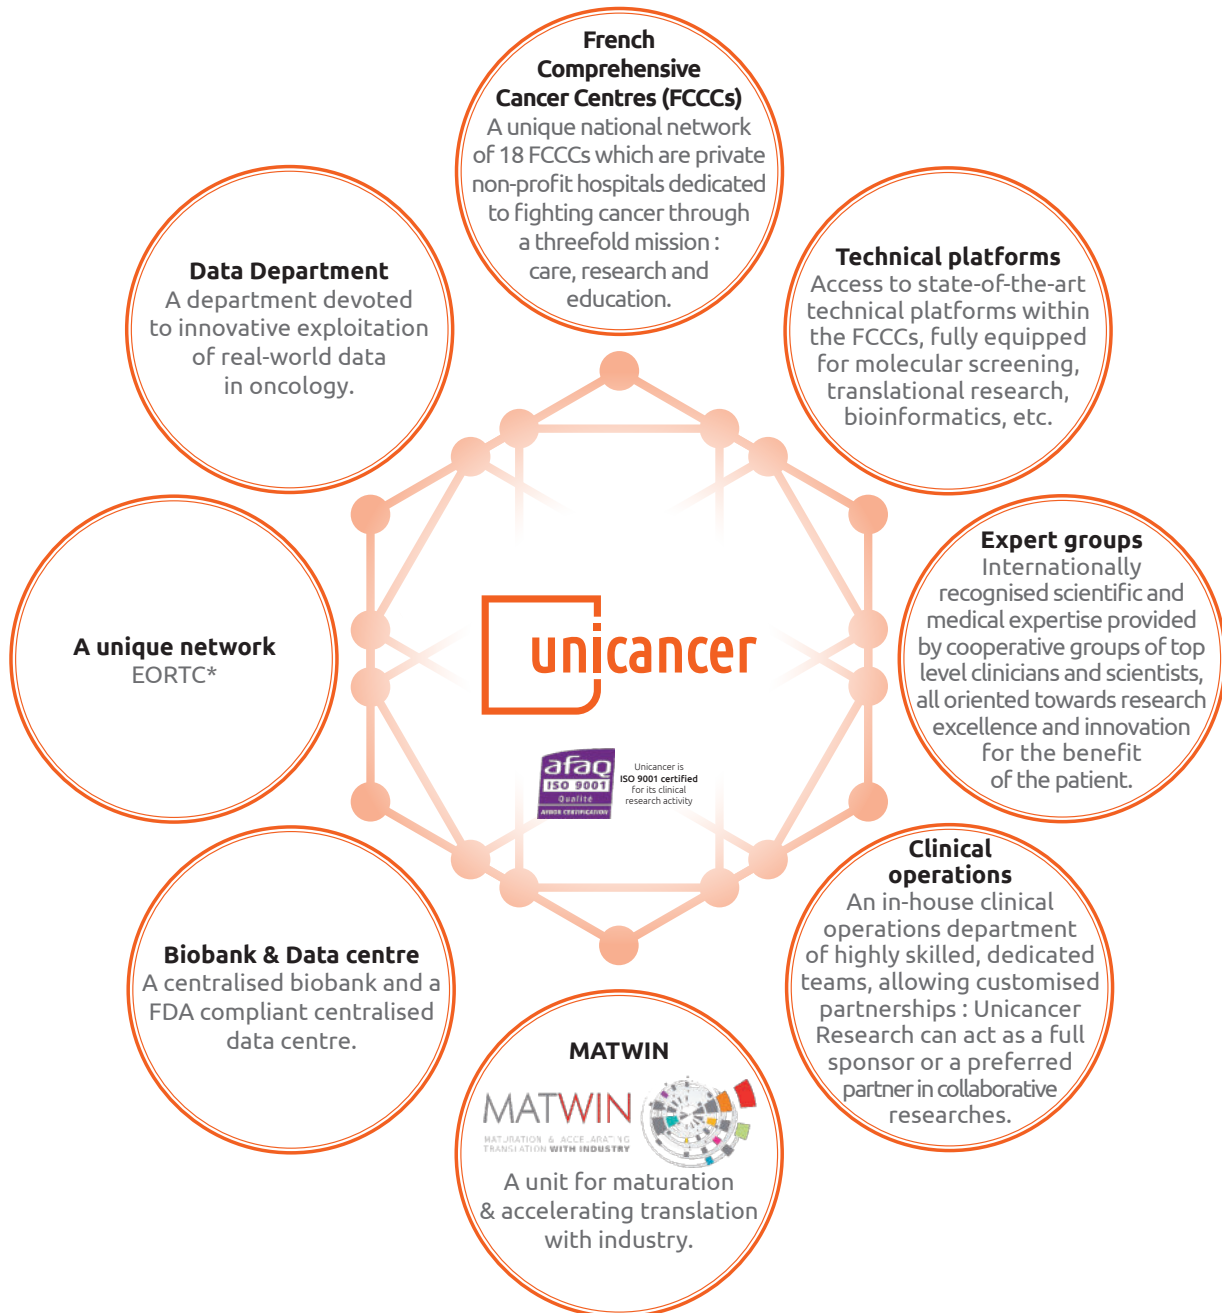 French
Comprehensive
Cancer Centres (FCCCs)
A unique national network
of 18 FCCCs which are private
non-profit hospitals dedicated
to fighting cancer through
a threefold mission :
care, research and
education.
Technical platforms
Access to state-of-the-art
technical platforms within
the FCCCs, fully equipped
for molecular screening,
translational research,
bioinformatics, etc.
Expert groups
Internationally
recognised scientific and
medical expertise provided
by cooperative groups of top
level clinicians and scientists,
all oriented towards research
excellence and innovation
for the benefit
of the patient.
Clinical
operations
An in-house clinical
operations department
of highly skilled, dedicated
teams, allowing customised
partnerships : Unicancer
Research can act as a full
sponsor or a preferred
partner in collaborative
researches.
MATWIN
MATWIN
MATURATION & ACCELARATING
TRANSLATION WITH INDUSTRY
A unit for maturation
& accelerating translation
with industry.
Biobank & Data centre
A centralised biobank and a
FDA compliant centralised
data centre.
A unique network
EORTC*
Data Department
A department devoted
to innovative exploitation
of real-world data
in oncology.
unicancer
afaq
ISO 9001
Qualité
AFNOR CERTIFICATION
Unicancer is
ISO 9001 certified
for its clinical
research activity